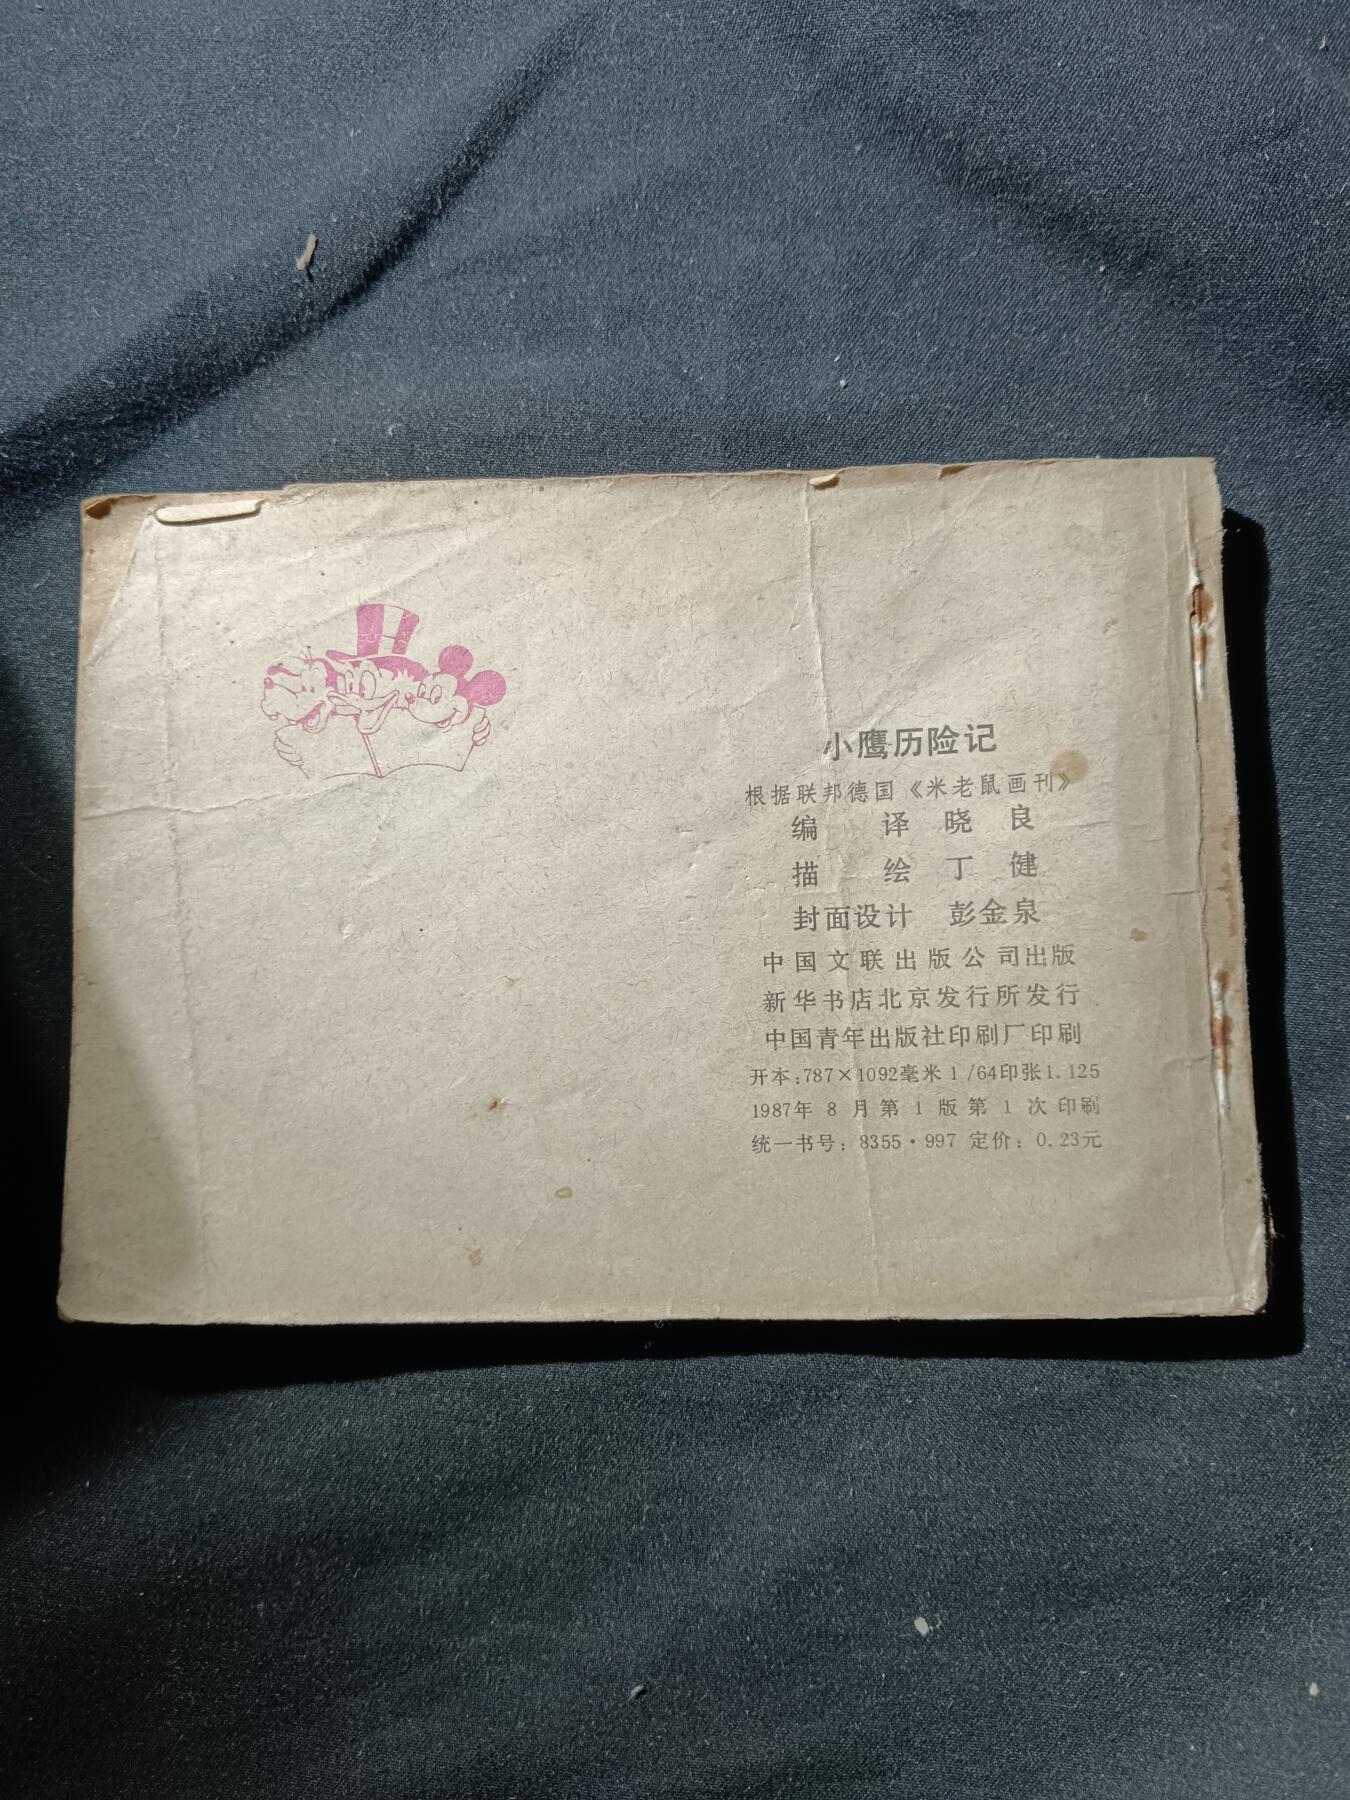 小鹰历险记
根据联邦德国《米老鼠画刊》
编 译 晓 良
描 绘 丁 健
封面设计 彭金泉
中国文联出版公司出版
新华书店北京发行所发行
中国青年出版社印刷厂印刷
开本:787×1092毫米 1/64印张1.125
1987年 8 月第 1 版第 1 次印刷
统一书号: 8355·997 定价: 0.23元